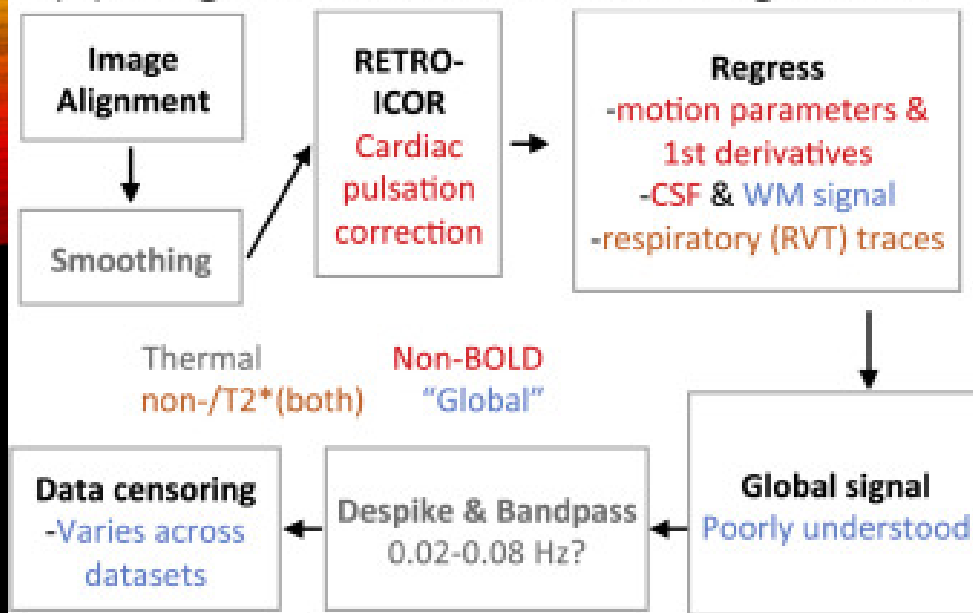 Image
Alignment
Smoothing
RETRO-
ICOR
Cardiac
pulsation
correction
Regress
-motion parameters &
1st derivatives
-CSF & WM signal
-respiratory (RVT) traces
Thermal
Non-BOLD
non-/T2*(both)
"Global"
Global signal
Poorly understood
Despike & Bandpass
0.02-0.08 Hz?
Data censoring
-Varies across
datasets